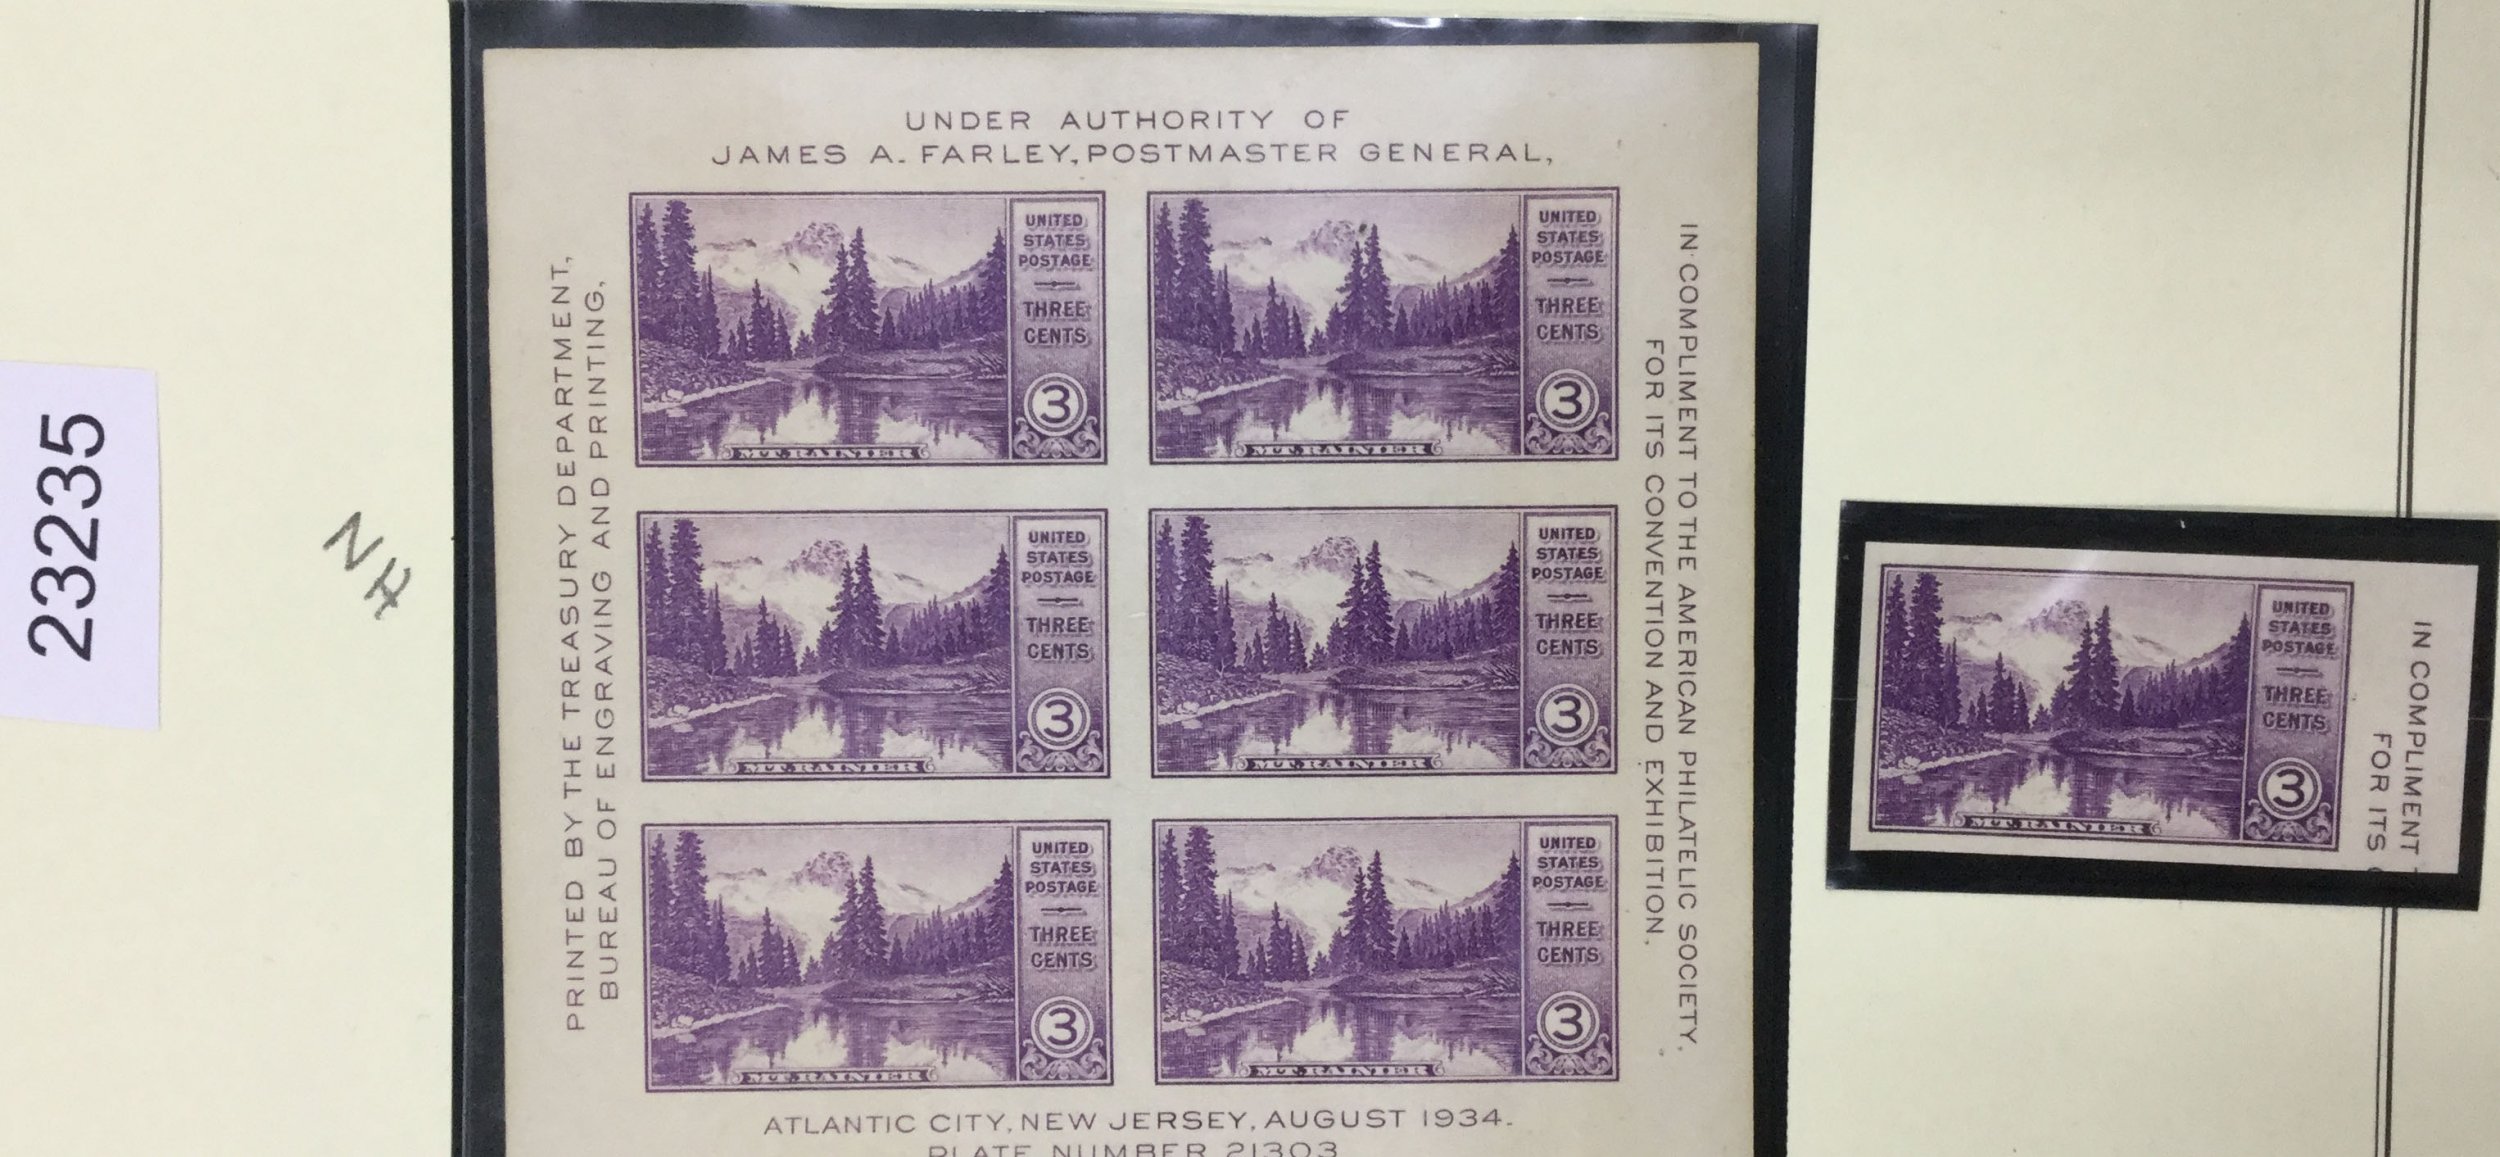 23235
NH
UNDER AUTHORITY OF
JAMES A. FARLEY, POSTMASTER GENERAL,
PRINTED BY THE TREASURY DEPARTMENT,
BUREAU OF ENGRAVING AND PRINTING,
UNITED
STATES
POSTAGE
THREE
CENTS
3
MT. RAINIER
UNITED
STATES
POSTAGE
THREE
CENTS
3
MT. RAINIER
UNITED
STATES
POSTAGE
THREE
CENTS
3
MT. RAINIER
UNITED
STATES
POSTAGE
THREE
CENTS
3
MT. RAINIER
UNITED
STATES
POSTAGE
THREE
CENTS
3
MT. RAINIER
UNITED
STATES
POSTAGE
THREE
CENTS
3
MT. RAINIER
IN COMPLIMENT TO THE AMERICAN PHILATELIC SOCIETY,
FOR ITS CONVENTION AND EXHIBITION,
ATLANTIC CITY, NEW JERSEY, AUGUST 1934.
PLATE NUMBER 21303
UNITED
STATES
POSTAGE
THREE
CENTS
3
MT. RAINIER
IN COMPLIMENT
FOR ITS